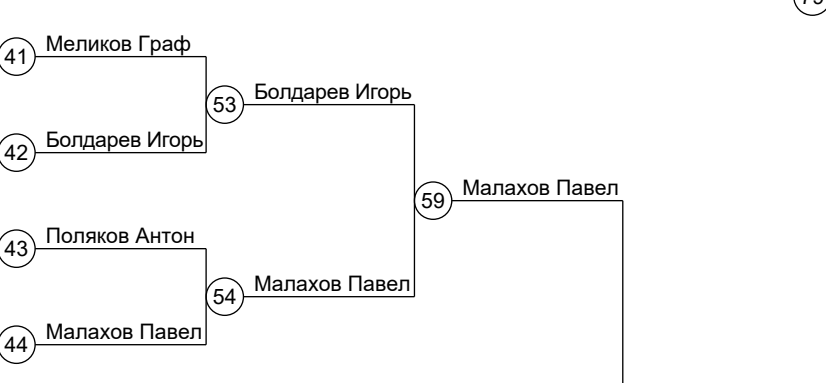 41 Меликов Граф
53 Болдарев Игорь
42 Болдарев Игорь
59 Малахов Павел
43 Поляков Антон
54 Малахов Павел
44 Малахов Павел